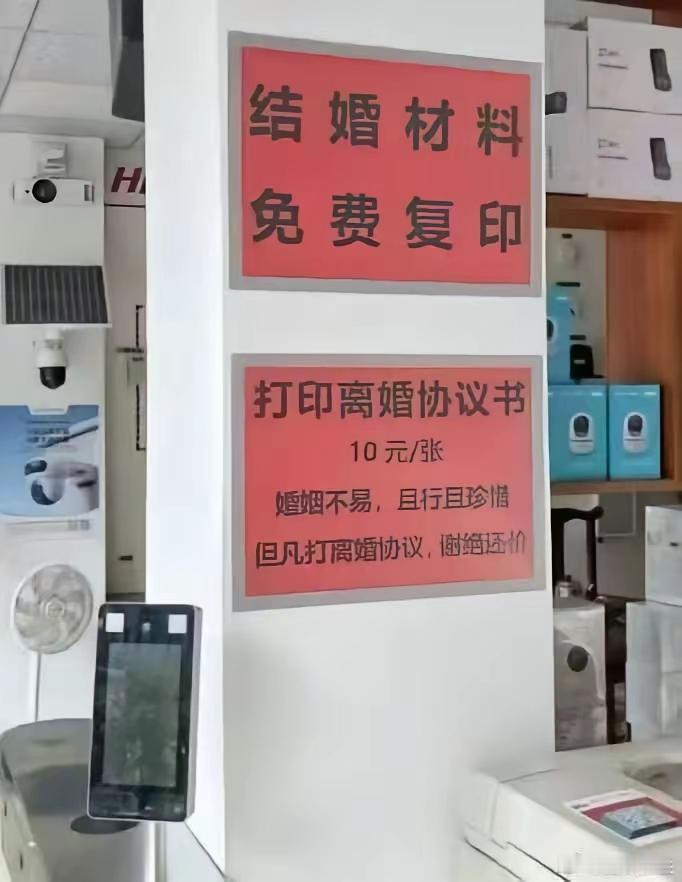 结婚材料
免费复印
打印离婚协议书
10元/张
婚姻不易，且行且珍惜
但凡打离婚协议，谢绝还价